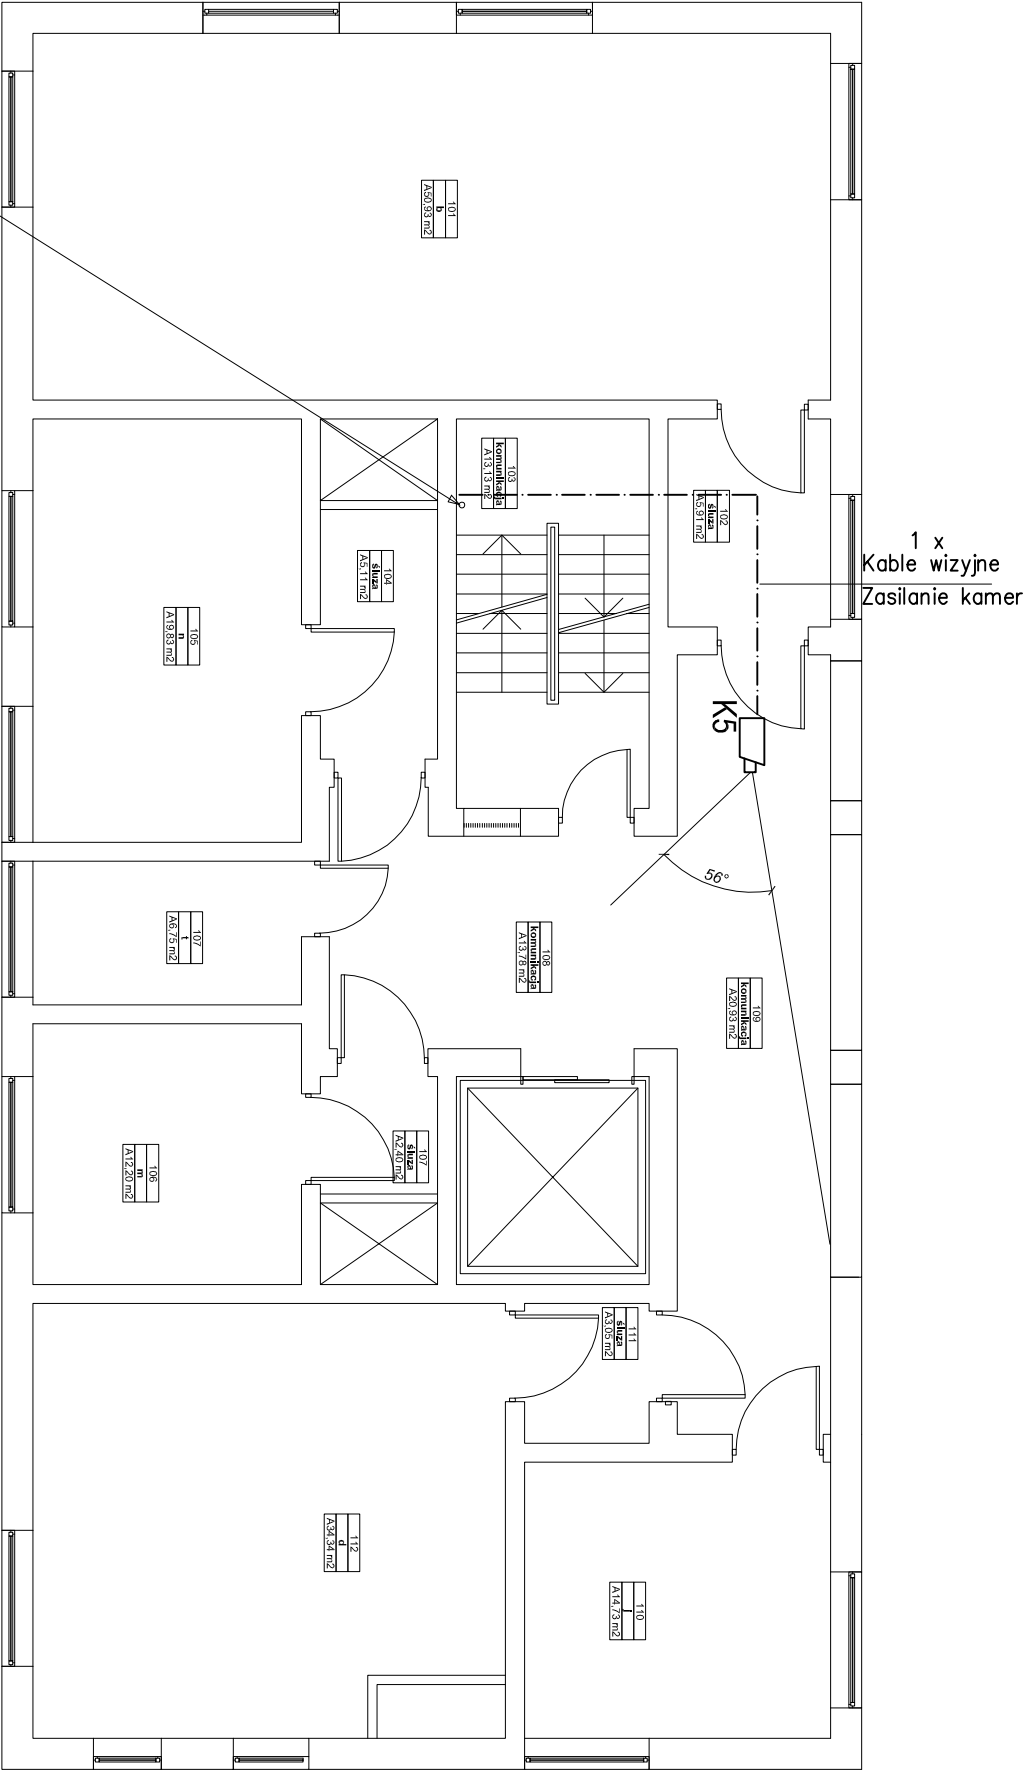 101
b
A50,93 m2
103
komunikacja
A13,13 m2
102
śluza
A5,91 m2
1 x
Kable wizyjne
Zasilanie kamer
104
śluza
A5,11 m2
105
n
A19,83 m2
K5
56°
107
t
A6,75 m2
108
komunikacja
A13,78 m2
109
komunikacja
A20,93 m2
106
m
A12,20 m2
107
śluza
A2,40 m2
111
śluza
A3,05 m2
112
d
A34,34 m2
110
A14,73 m2